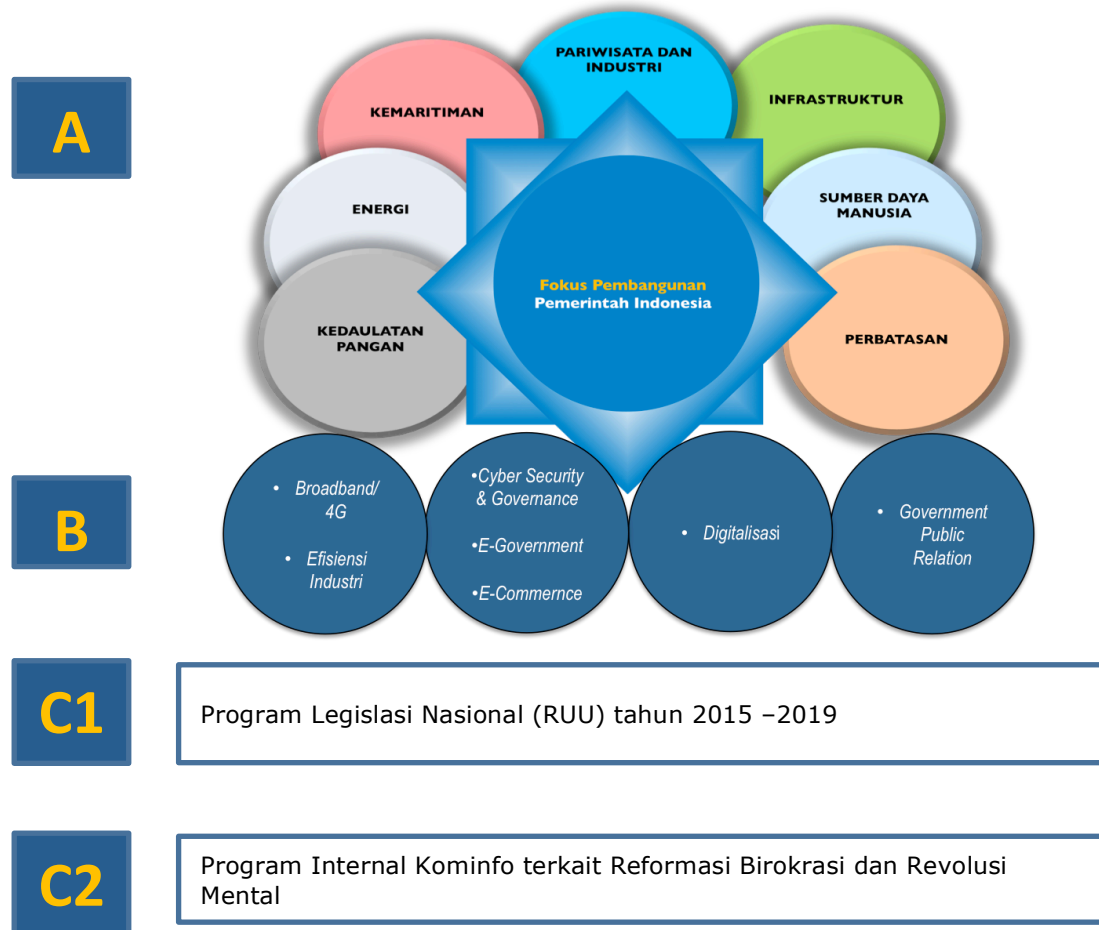 A
PARIWISATA DAN
INDUSTRI
KEMARITIMAN
INFRASTRUKTUR
ENERGI
SUMBER DAYA
MANUSIA
Fokus Pembangunan
Pemerintah Indonesia
KEDAULATAN
PANGAN
PERBATASAN
B
• Broadband/
4G
• Efisiensi
Industri
•Cyber Security
& Governance
•E-Government
•E-Commernce
• Digitalisasi
• Government
Public
Relation
C1
Program Legislasi Nasional (RUU) tahun 2015 –2019
C2
Program Internal Kominfo terkait Reformasi Birokrasi dan Revolusi
Mental